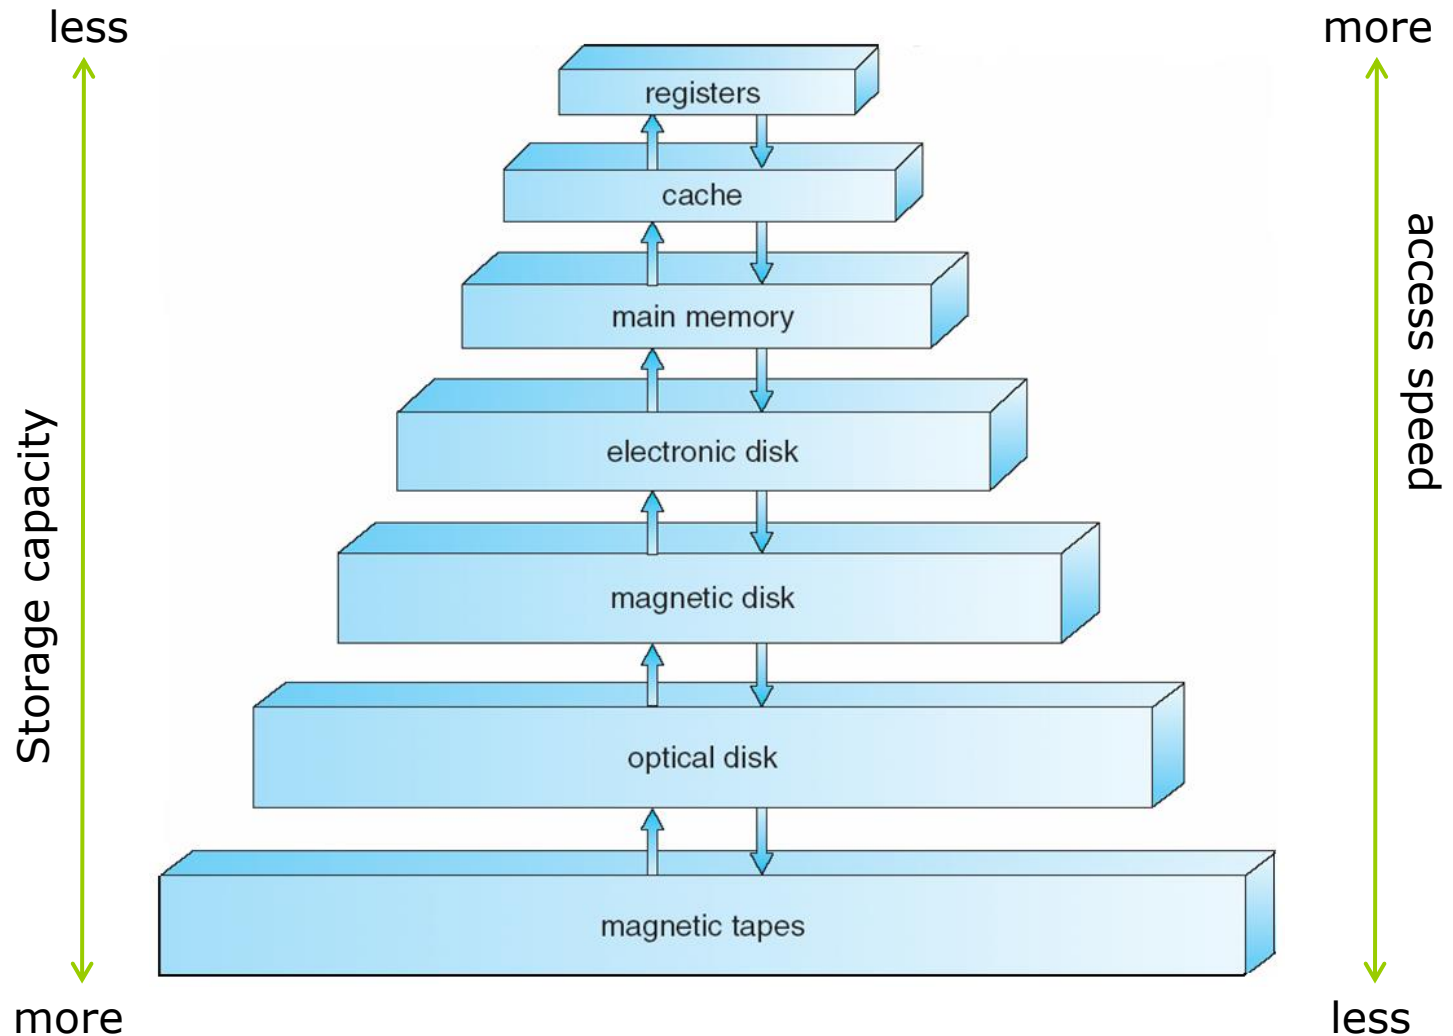 less
more
registers
cache
main memory
electronic disk
magnetic disk
optical disk
magnetic tapes
Storage capacity
access speed
more
less